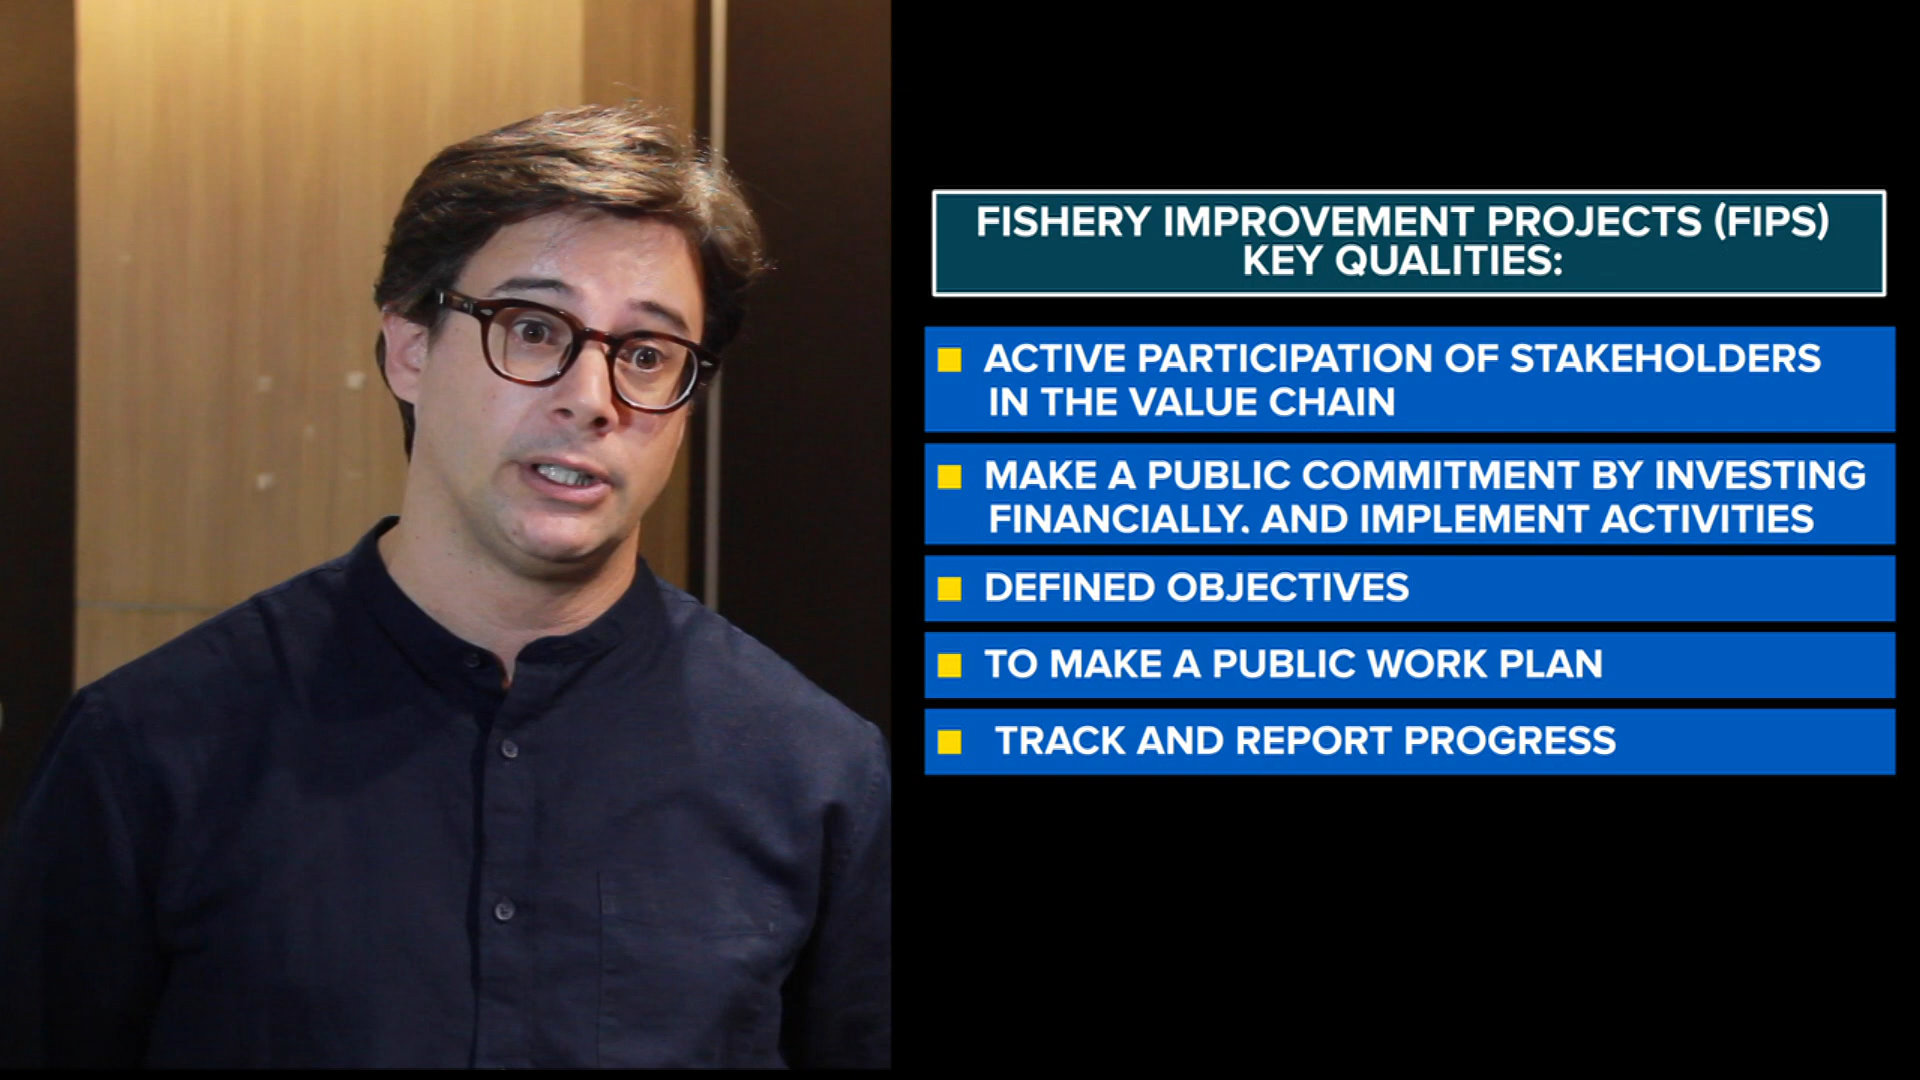 FISHERY IMPROVEMENT PROJECTS (FIPS)
KEY QUALITIES:
ACTIVE PARTICIPATION OF STAKEHOLDERS
IN THE VALUE CHAIN
MAKE A PUBLIC COMMITMENT BY INVESTING
FINANCIALLY. AND IMPLEMENT ACTIVITIES
DEFINED OBJECTIVES
TO MAKE A PUBLIC WORK PLAN
TRACK AND REPORT PROGRESS